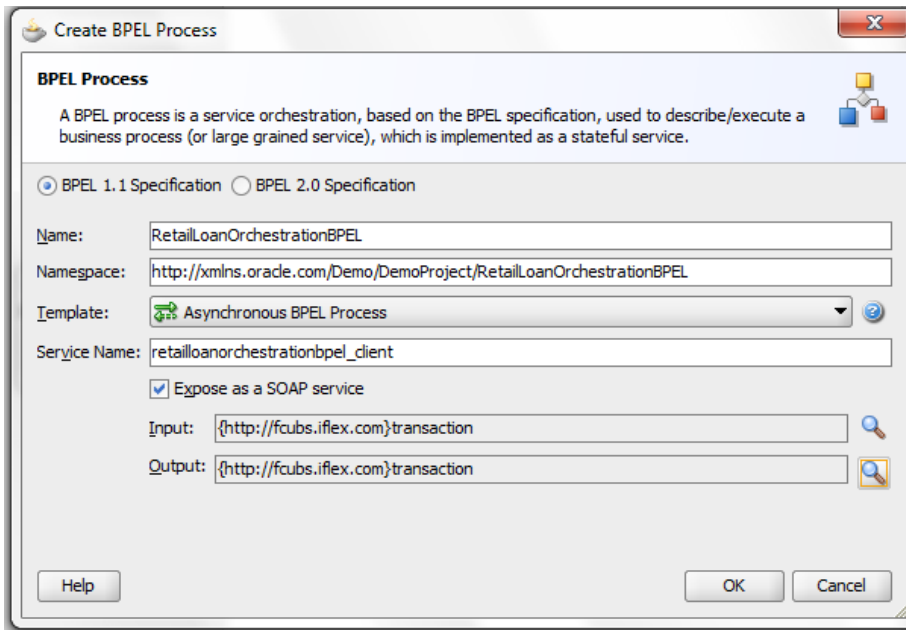 Create BPEL Process
BPEL Process
A BPEL process is a service orchestration, based on the BPEL specification, used to describe/execute a
business process (or large grained service), which is implemented as a stateful service.
BPEL 1.1 Specification BPEL 2.0 Specification
Name: RetailLoanOrchestrationBPEL
Namespace: http://xmlns.oracle.com/Demo/DemoProject/RetailLoanOrchestrationBPEL
Template: Asynchronous BPEL Process
Service Name: retailloanorchestrationbpel_client
Expose as a SOAP service
Input: {http://fcubs.iflex.com}transaction
Output: {http://fcubs.iflex.com}transaction
Help OK Cancel